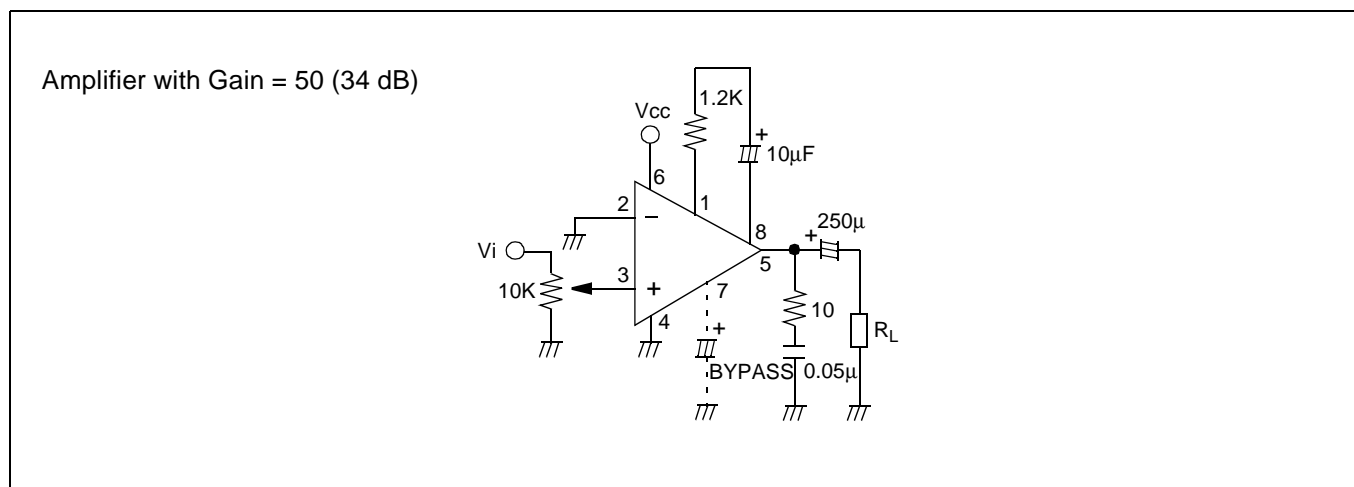 Amplifier with Gain = 50 (34 dB)
1.2K
Vcc
+
10µF
6
1
2
−
8
+
250µ
Vi
5
3
+
7
10K
4
10
+
RL
BYPASS
0.05µ